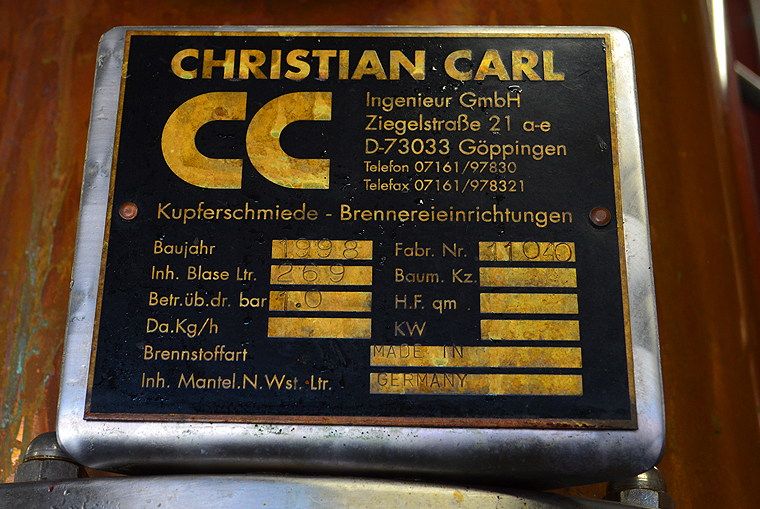 CHRISTIAN CARL
CC
Ingenieur GmbH
Ziegelstraße 21 a-e
D-73033 Göppingen
Telefon 07161/97830
Telefax 07161/978321
Kupferschmiede - Brennereieinrichtungen
Baujahr 1998 Fabr. Nr. 11040
Inh. Blase Ltr. 269 Baum. Kz.
Betr.üb.dr. bar 1.0 H.F. qm
Da.Kg/h KW
Brennstoffart MADE IN
Inh. Mantel.N.Wst. Ltr. GERMANY